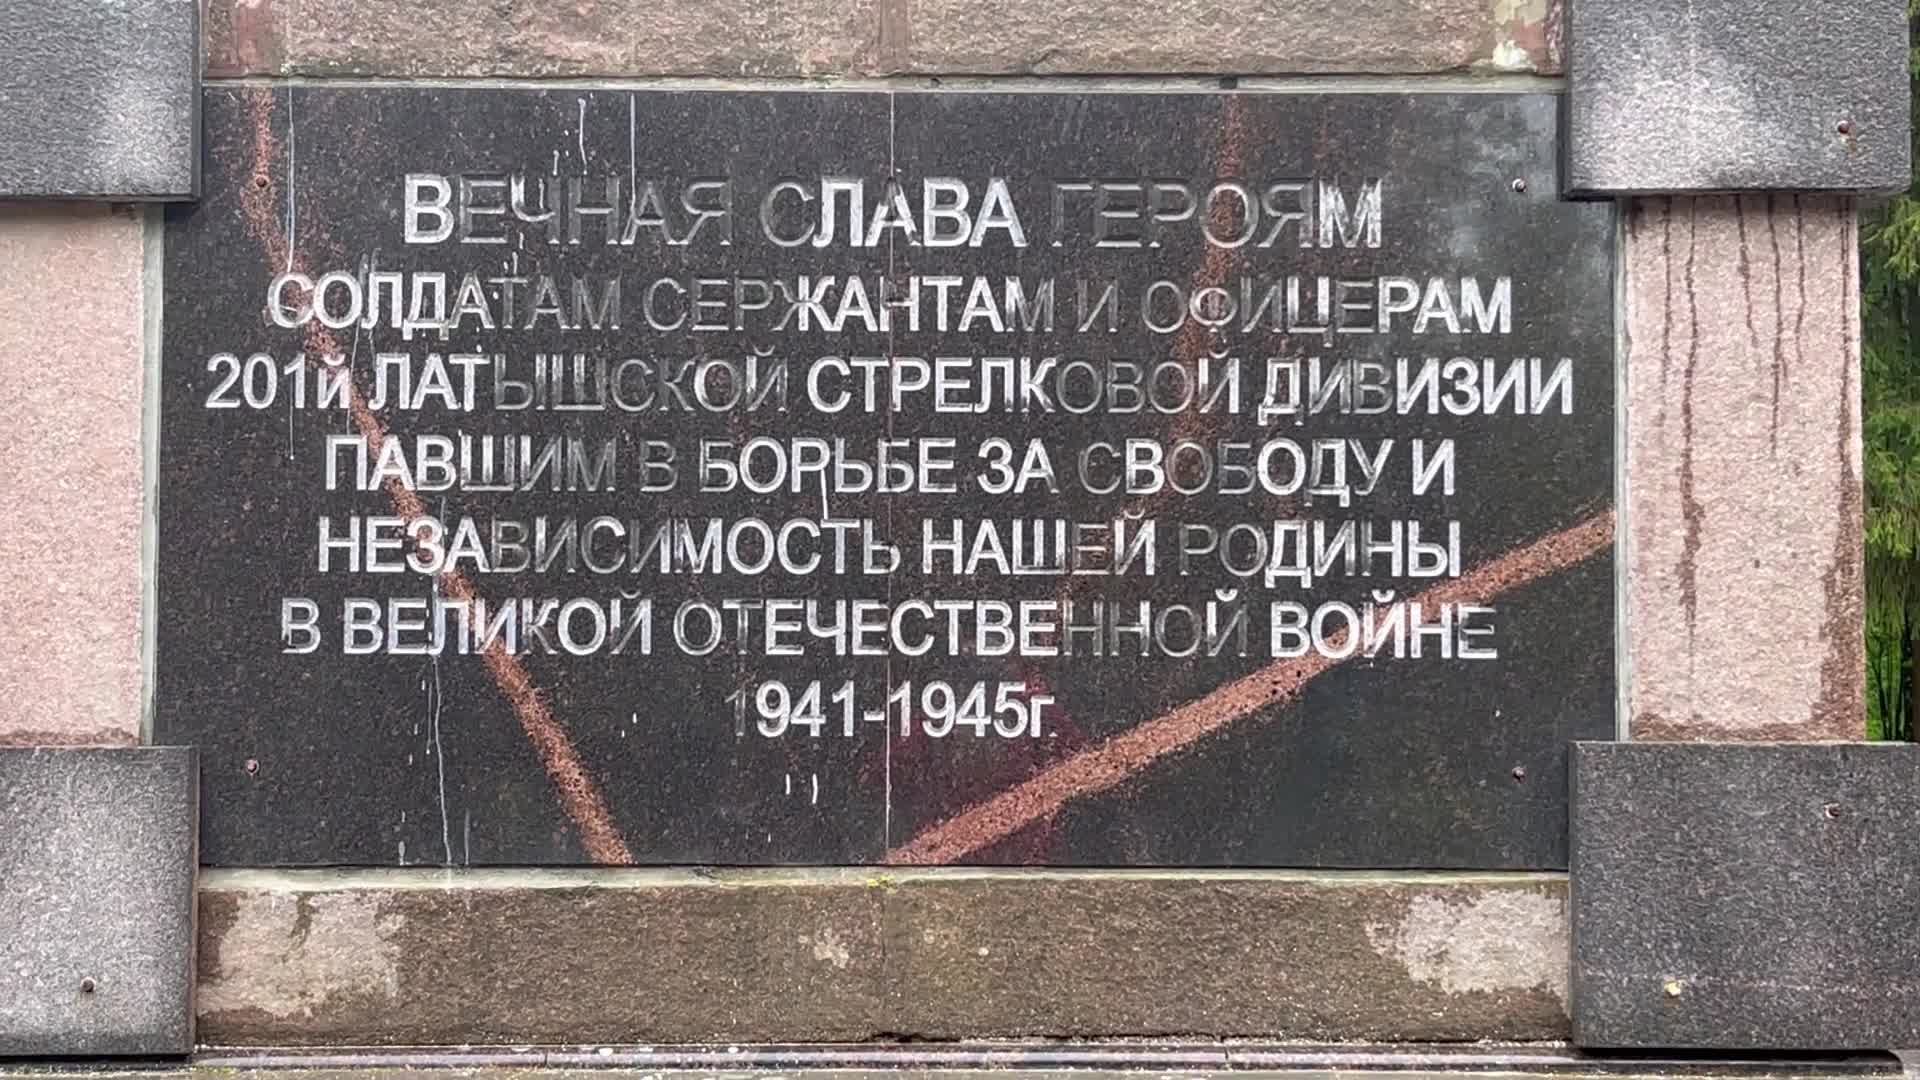 ВЕЧНАЯ СЛАВА ГЕРОЯМ
СОЛДАТАМ СЕРЖАНТАМ И ОФИЦЕРАМ
201й ЛАТЫШСКОЙ СТРЕЛКОВОЙ ДИВИЗИИ
ПАВШИМ В БОРЬБЕ ЗА СВОБОДУ И
НЕЗАВИСИМОСТЬ НАШЕЙ РОДИНЫ
В ВЕЛИКОЙ ОТЕЧЕСТВЕННОЙ ВОЙНЕ
1941-1945г.